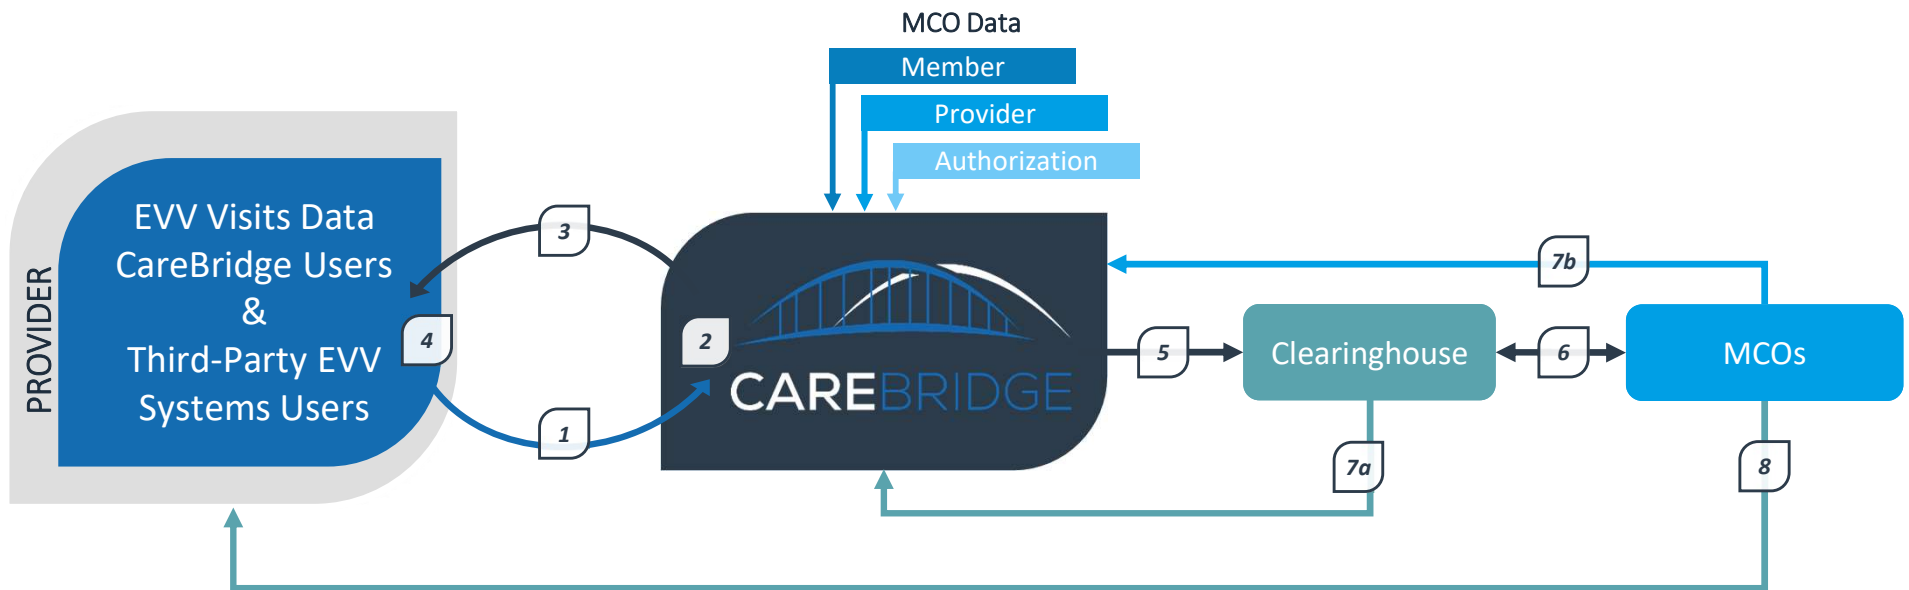 MCO Data
Member
Provider
Authorization
PROVIDER
EVV Visits Data
CareBridge Users
&
Third-Party EVV
Systems Users
3
4
1
2
CAREBRIDGE
5
Clearinghouse
6
MCOs
7b
7a
8